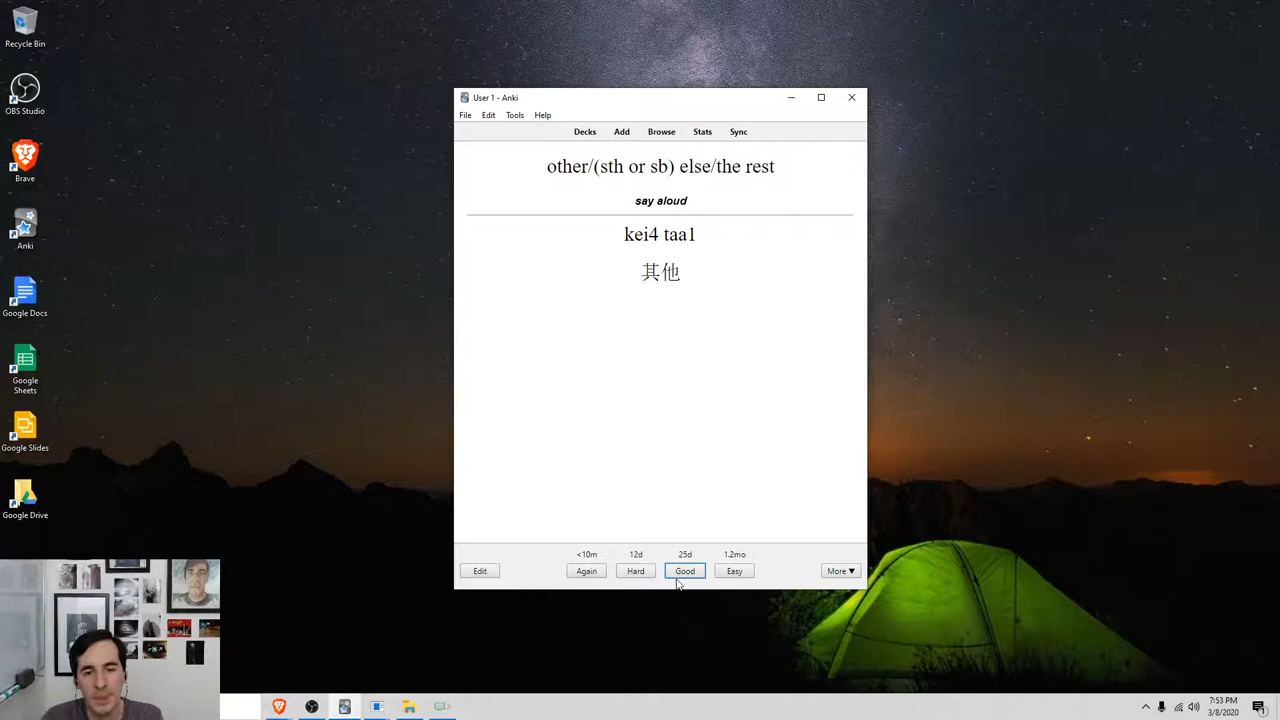 Recycle Bin
OBS Studio
Brave
Anki
Google Docs
Google
Sheets
Google Slides
Google Drive
User 1 - Anki
File Edit Tools Help
Decks Add Browse Stats Sync
other/(sth or sb) else/the rest
say aloud
kei4 taa1
其他
<10m 12d 25d 1.2mo
Edit Again Hard Good Easy More ▼
7:53 PM
3/8/2020